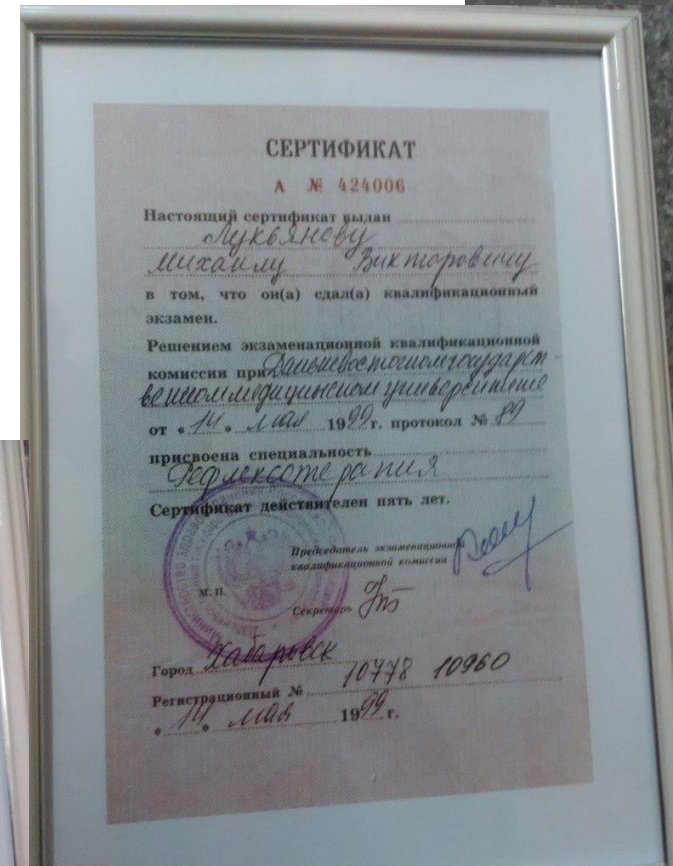 СЕРТИФИКАТ
А № 424006
Настоящий сертификат выдан
Лукьянову
Михаилу Викторовичу
в том, что он(а) сдал(а) квалификационный
экзамен.
Решением экзаменационной квалификационной
комиссии при Дальневосточном государст
венном медицинском университете
от « 14 » мая 1999 г. протокол № 89
присвоена специальность
Рефлексотерапия
Сертификат действителен пять лет.
Председатель экзаменационной
квалификационной комиссии
М. П.
Секретарь
Город Хабаровск
Регистрационный № 10778 10960
« 14 » мая 1999 г.